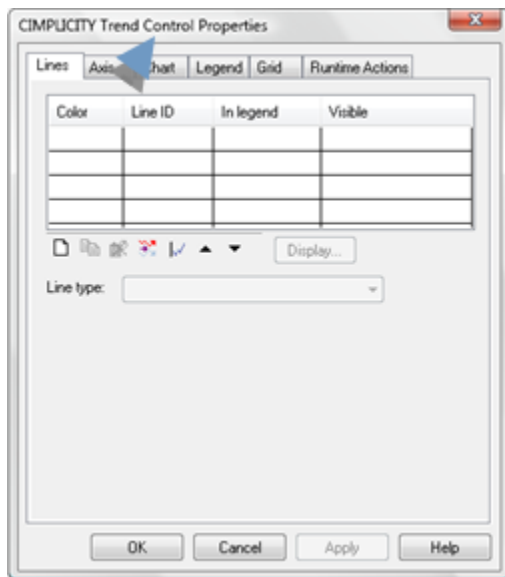 CIMPLICITY Trend Control Properties
Lines Axis Chart Legend Grid Runtime Actions
Color Line ID In legend Visible
Display...
Line type:
OK Cancel Apply Help